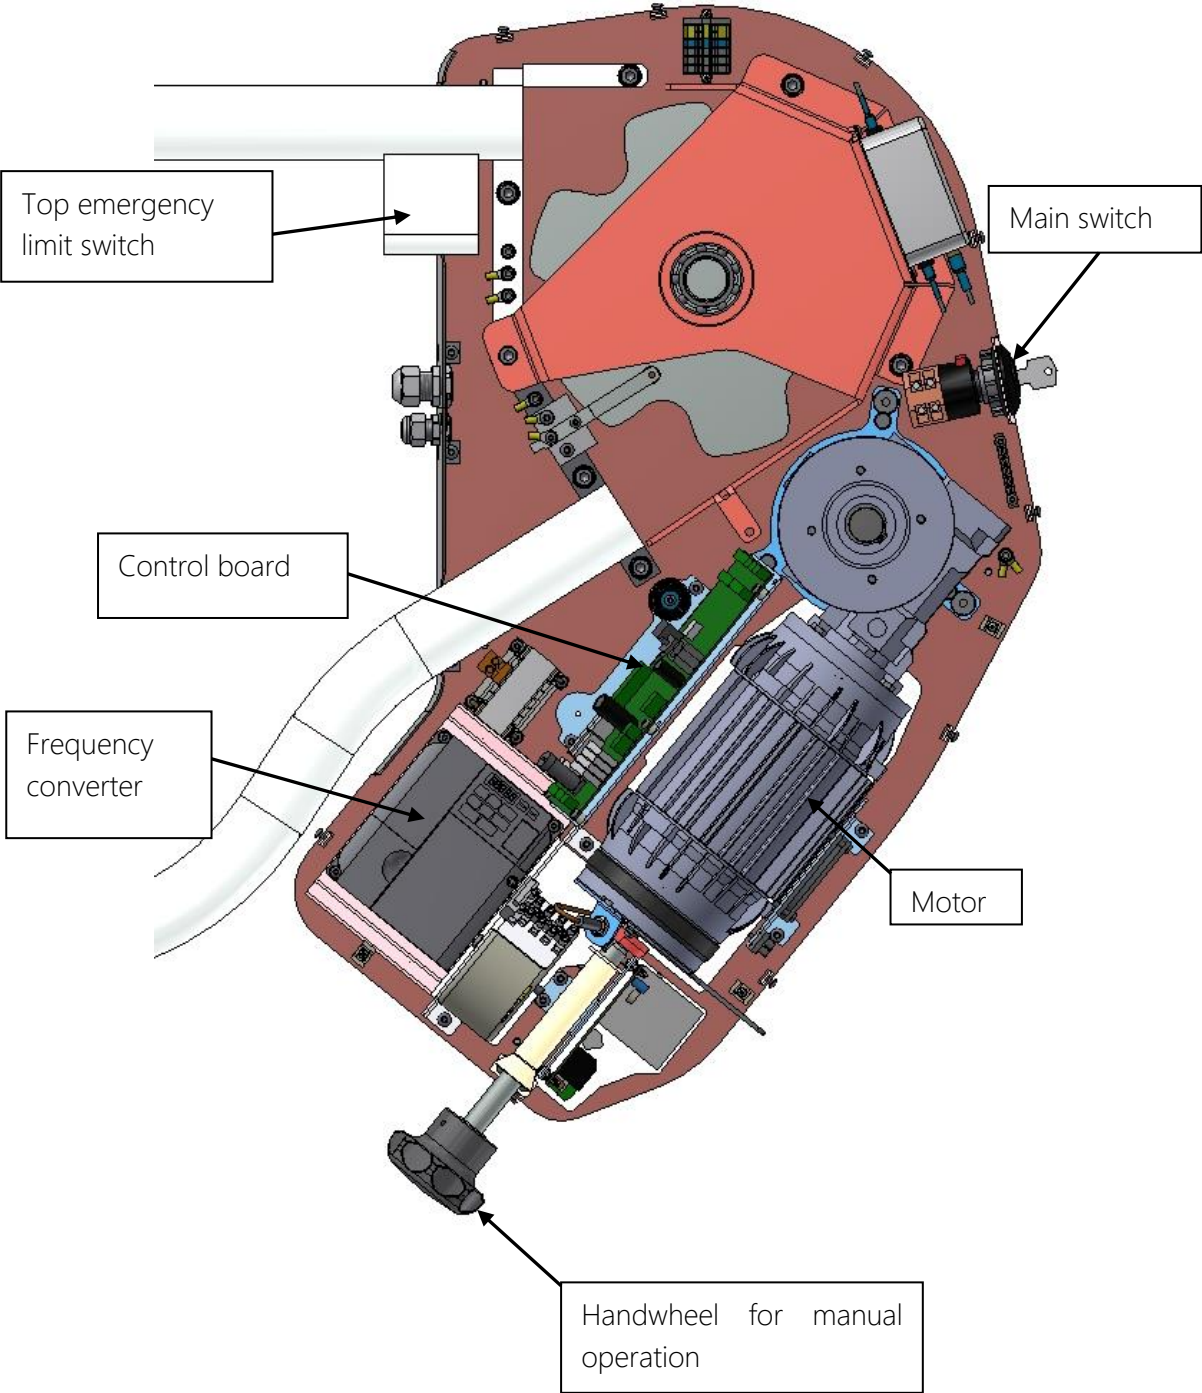 Top emergency
limit switch
Main switch
Control board
Frequency
converter
Motor
Handwheel for manual
operation